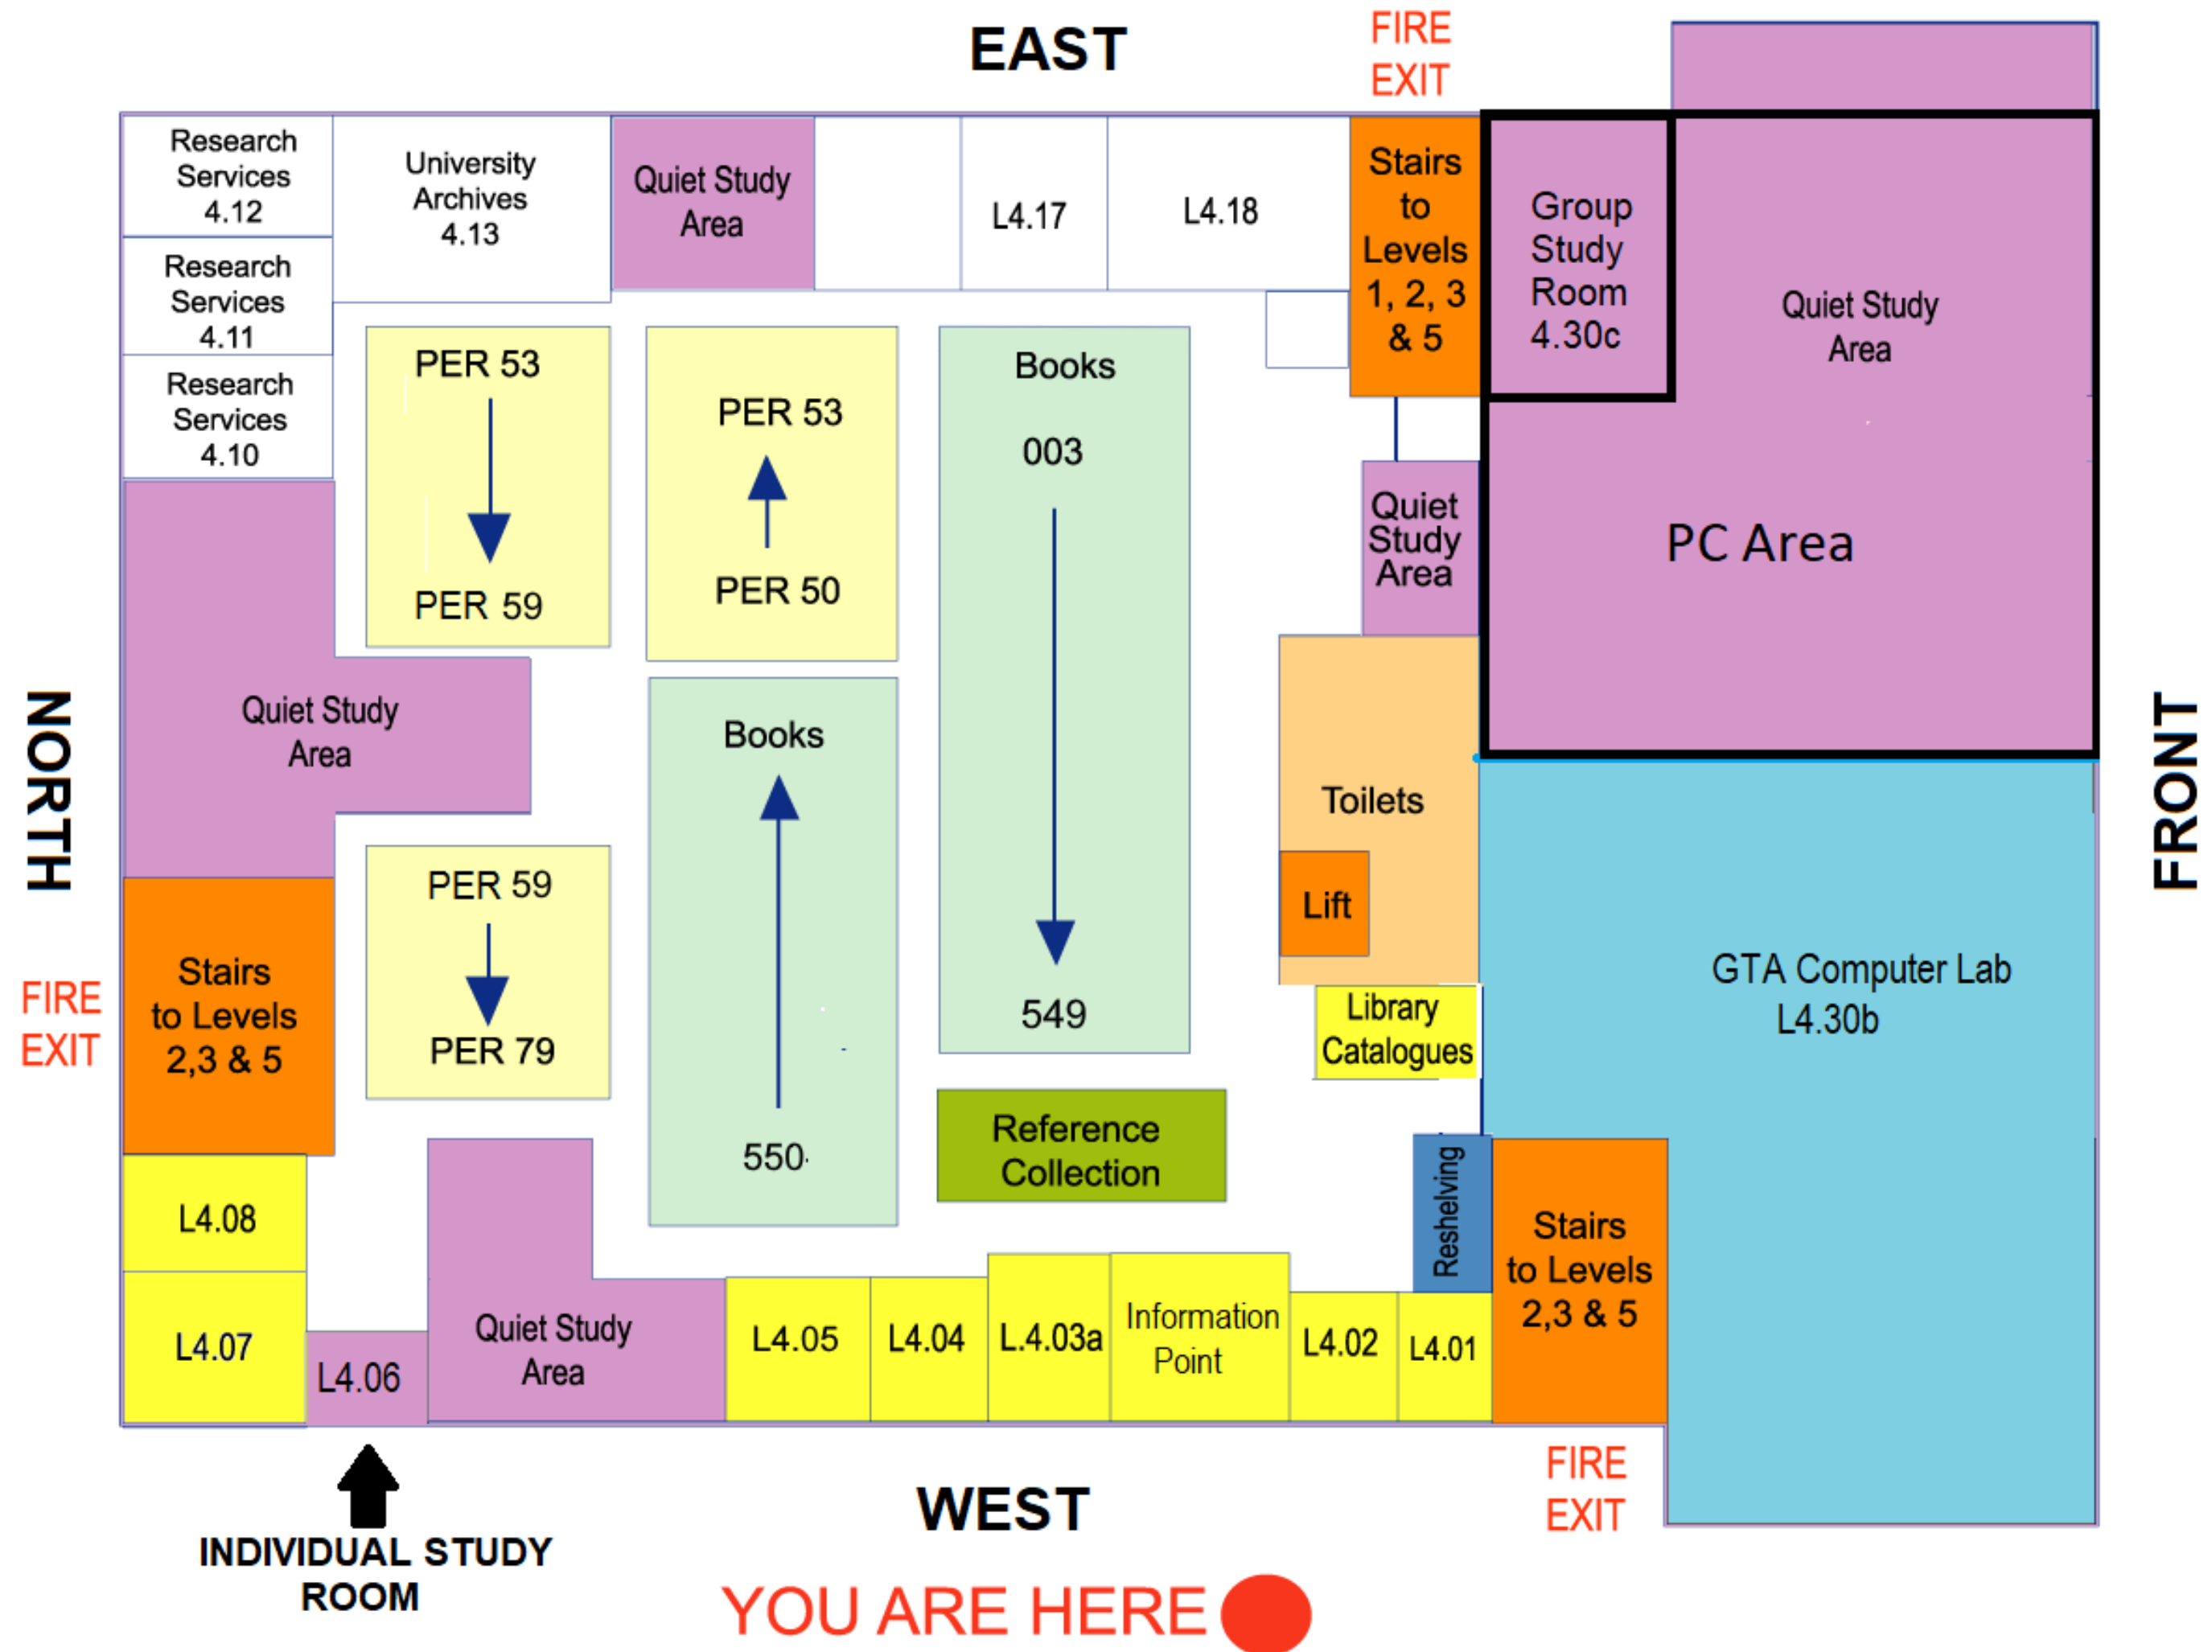 EAST
FIRE
EXIT
Research
Services
4.12
University
Archives
4.13
Quiet Study
Area
L4.17
L4.18
Stairs
to
Levels
1, 2, 3
& 5
Group
Study
Room
4.30c
Quiet Study
Area
Research
Services
4.11
Research
Services
4.10
PER 53
PER 59
PER 53
PER 50
Books
003
549
Quiet
Study
Area
PC Area
NORTH
Quiet Study
Area
Books
550
Toilets
Lift
FRONT
FIRE
EXIT
Stairs
to Levels
2,3 & 5
PER 59
PER 79
Library
Catalogues
GTA Computer Lab
L4.30b
Reference
Collection
Reshelving
Stairs
to Levels
2,3 & 5
L4.08
L4.07
L4.06
Quiet Study
Area
L4.05
L4.04
L.4.03a
Information
Point
L4.02
L4.01
FIRE
EXIT
WEST
INDIVIDUAL STUDY
ROOM
YOU ARE HERE